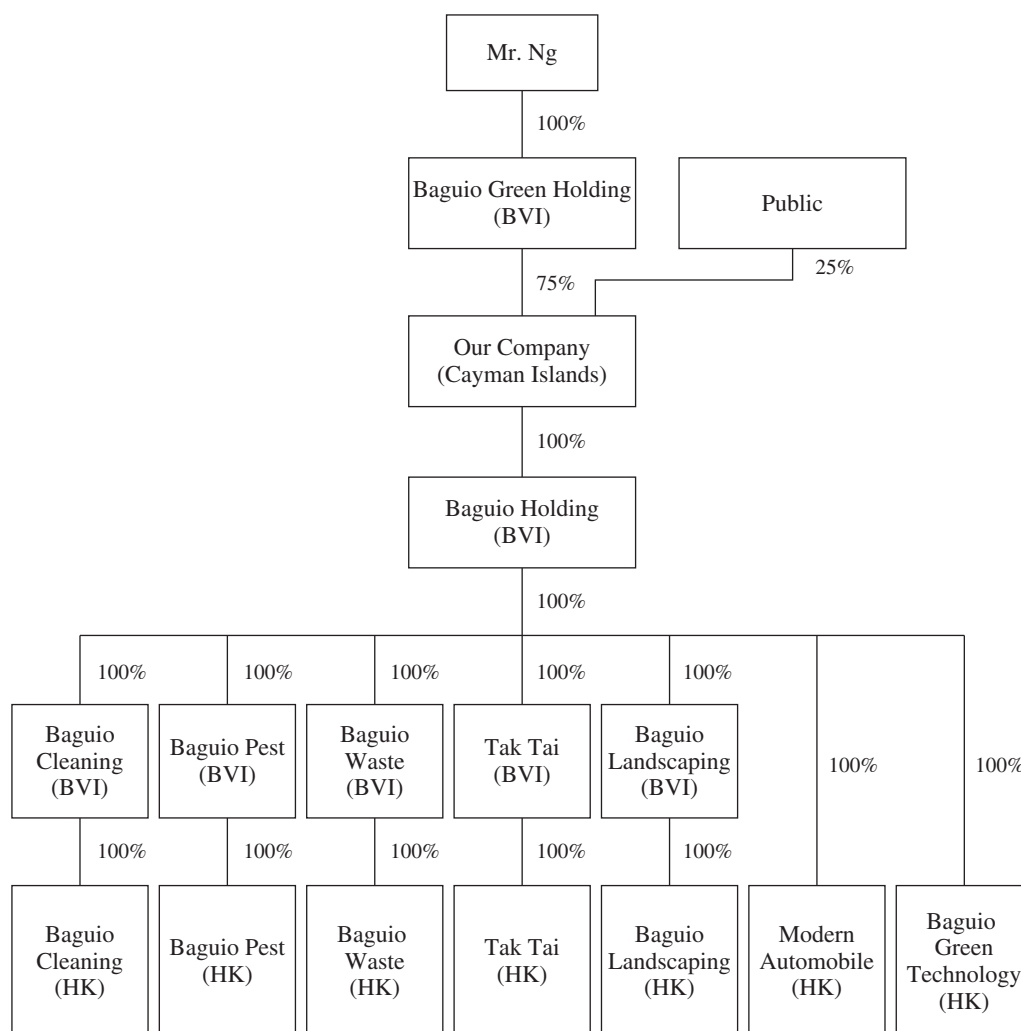 Mr. Ng
100%
Baguio Green Holding
(BVI)
Public
75%
25%
Our Company
(Cayman Islands)
100%
Baguio Holding
(BVI)
100%
100%
100%
100%
100%
100%
Baguio
Cleaning
(BVI)
Baguio Pest
(BVI)
Baguio
Waste
(BVI)
Tak Tai
(BVI)
Baguio
Landscaping
(BVI)
100%
100%
100%
100%
100%
100%
100%
Baguio
Cleaning
(HK)
Baguio Pest
(HK)
Baguio
Waste
(HK)
Tak Tai
(HK)
Baguio
Landscaping
(HK)
Modern
Automobile
(HK)
Baguio
Green
Technology
(HK)